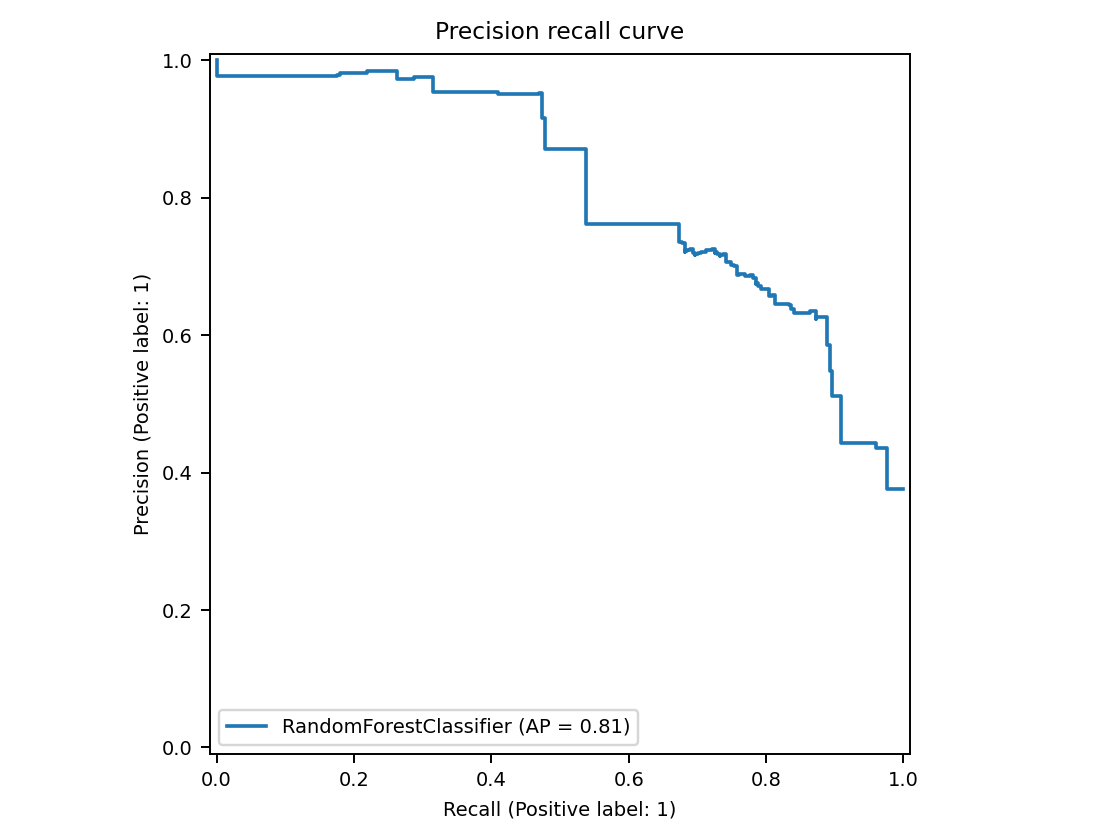 Precision recall curve
1.0
0.8
0.6
0.4
0.2
0.0
Precision (Positive label: 1)
RandomForestClassifier (AP = 0.81)
0.0 0.2 0.4 0.6 0.8 1.0
Recall (Positive label: 1)